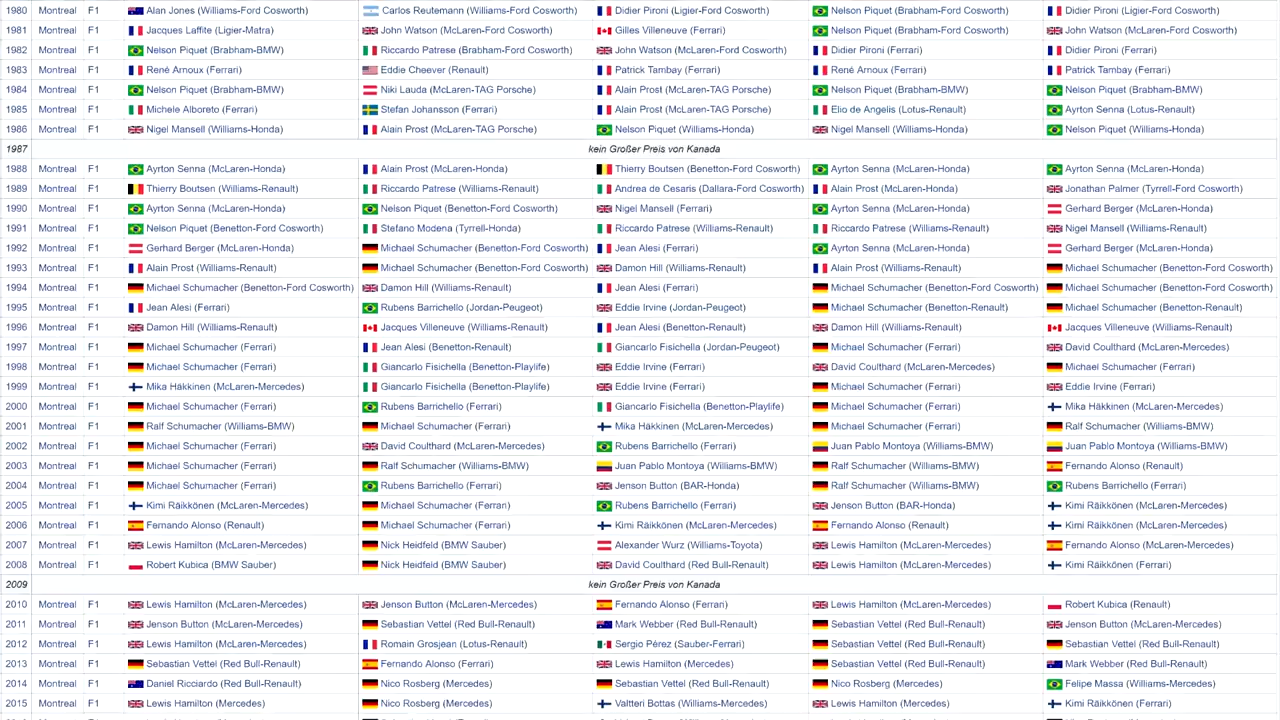 1980 Montreal F1 Alan Jones (Williams-Ford Cosworth) Carlos Reutemann (Williams-Ford Cosworth) Didier Pironi (Ligier-Ford Cosworth) Nelson Piquet (Brabham-Ford Cosworth) Didier Pironi (Ligier-Ford Cosworth)
1981 Montreal F1 Jacques Laffite (Ligier-Matra) John Watson (McLaren-Ford Cosworth) Gilles Villeneuve (Ferrari) Nelson Piquet (Brabham-Ford Cosworth) John Watson (McLaren-Ford Cosworth)
1982 Montreal F1 Nelson Piquet (Brabham-BMW) Riccardo Patrese (Brabham-Ford Cosworth) John Watson (McLaren-Ford Cosworth) Didier Pironi (Ferrari) Didier Pironi (Ferrari)
1983 Montreal F1 René Arnoux (Ferrari) Eddie Cheever (Renault) Patrick Tambay (Ferrari) René Arnoux (Ferrari) Patrick Tambay (Ferrari)
1984 Montreal F1 Nelson Piquet (Brabham-BMW) Niki Lauda (McLaren-TAG Porsche) Alain Prost (McLaren-TAG Porsche) Nelson Piquet (Brabham-BMW) Nelson Piquet (Brabham-BMW)
1985 Montreal F1 Michele Alboreto (Ferrari) Stefan Johansson (Ferrari) Alain Prost (McLaren-TAG Porsche) Elio de Angelis (Lotus-Renault) Ayrton Senna (Lotus-Renault)
1986 Montreal F1 Nigel Mansell (Williams-Honda) Alain Prost (McLaren-TAG Porsche) Nelson Piquet (Williams-Honda) Nigel Mansell (Williams-Honda) Nelson Piquet (Williams-Honda)
1987 kein Großer Preis von Kanada
1988 Montreal F1 Ayrton Senna (McLaren-Honda) Alain Prost (McLaren-Honda) Thierry Boutsen (Benetton-Ford Cosworth) Ayrton Senna (McLaren-Honda) Ayrton Senna (McLaren-Honda)
1989 Montreal F1 Thierry Boutsen (Williams-Renault) Riccardo Patrese (Williams-Renault) Andrea de Cesaris (Dallara-Ford Cosworth) Alain Prost (McLaren-Honda) Jonathan Palmer (Tyrrell-Ford Cosworth)
1990 Montreal F1 Ayrton Senna (McLaren-Honda) Nelson Piquet (Benetton-Ford Cosworth) Nigel Mansell (Ferrari) Ayrton Senna (McLaren-Honda) Gerhard Berger (McLaren-Honda)
1991 Montreal F1 Nelson Piquet (Benetton-Ford Cosworth) Stefano Modena (Tyrrell-Honda) Riccardo Patrese (Williams-Renault) Riccardo Patrese (Williams-Renault) Nigel Mansell (Williams-Renault)
1992 Montreal F1 Gerhard Berger (McLaren-Honda) Michael Schumacher (Benetton-Ford Cosworth) Jean Alesi (Ferrari) Ayrton Senna (McLaren-Honda) Gerhard Berger (McLaren-Honda)
1993 Montreal F1 Alain Prost (Williams-Renault) Michael Schumacher (Benetton-Ford Cosworth) Damon Hill (Williams-Renault) Alain Prost (Williams-Renault) Michael Schumacher (Benetton-Ford Cosworth)
1994 Montreal F1 Michael Schumacher (Benetton-Ford Cosworth) Damon Hill (Williams-Renault) Jean Alesi (Ferrari) Michael Schumacher (Benetton-Ford Cosworth) Michael Schumacher (Benetton-Ford Cosworth)
1995 Montreal F1 Jean Alesi (Ferrari) Rubens Barrichello (Jordan-Peugeot) Eddie Irvine (Jordan-Peugeot) Michael Schumacher (Benetton-Renault) Michael Schumacher (Benetton-Renault)
1996 Montreal F1 Damon Hill (Williams-Renault) Jacques Villeneuve (Williams-Renault) Jean Alesi (Benetton-Renault) Damon Hill (Williams-Renault) Jacques Villeneuve (Williams-Renault)
1997 Montreal F1 Michael Schumacher (Ferrari) Jean Alesi (Benetton-Renault) Giancarlo Fisichella (Jordan-Peugeot) Michael Schumacher (Ferrari) David Coulthard (McLaren-Mercedes)
1998 Montreal F1 Michael Schumacher (Ferrari) Giancarlo Fisichella (Benetton-Playlife) Eddie Irvine (Ferrari) David Coulthard (McLaren-Mercedes) Michael Schumacher (Ferrari)
1999 Montreal F1 Mika Häkkinen (McLaren-Mercedes) Giancarlo Fisichella (Benetton-Playlife) Eddie Irvine (Ferrari) Michael Schumacher (Ferrari) Eddie Irvine (Ferrari)
2000 Montreal F1 Michael Schumacher (Ferrari) Rubens Barrichello (Ferrari) Giancarlo Fisichella (Benetton-Playlife) Michael Schumacher (Ferrari) Mika Häkkinen (McLaren-Mercedes)
2001 Montreal F1 Ralf Schumacher (Williams-BMW) Michael Schumacher (Ferrari) Mika Häkkinen (McLaren-Mercedes) Michael Schumacher (Ferrari) Ralf Schumacher (Williams-BMW)
2002 Montreal F1 Michael Schumacher (Ferrari) David Coulthard (McLaren-Mercedes) Rubens Barrichello (Ferrari) Juan Pablo Montoya (Williams-BMW) Juan Pablo Montoya (Williams-BMW)
2003 Montreal F1 Michael Schumacher (Ferrari) Ralf Schumacher (Williams-BMW) Juan Pablo Montoya (Williams-BMW) Ralf Schumacher (Williams-BMW) Fernando Alonso (Renault)
2004 Montreal F1 Michael Schumacher (Ferrari) Rubens Barrichello (Ferrari) Jenson Button (BAR-Honda) Ralf Schumacher (Williams-BMW) Rubens Barrichello (Ferrari)
2005 Montreal F1 Kimi Räikkönen (McLaren-Mercedes) Michael Schumacher (Ferrari) Rubens Barrichello (Ferrari) Jenson Button (BAR-Honda) Kimi Räikkönen (McLaren-Mercedes)
2006 Montreal F1 Fernando Alonso (Renault) Michael Schumacher (Ferrari) Kimi Räikkönen (McLaren-Mercedes) Fernando Alonso (Renault) Kimi Räikkönen (McLaren-Mercedes)
2007 Montreal F1 Lewis Hamilton (McLaren-Mercedes) Nick Heidfeld (BMW Sauber) Alexander Wurz (Williams-Toyota) Lewis Hamilton (McLaren-Mercedes) Fernando Alonso (McLaren-Mercedes)
2008 Montreal F1 Robert Kubica (BMW Sauber) Nick Heidfeld (BMW Sauber) David Coulthard (Red Bull-Renault) Lewis Hamilton (McLaren-Mercedes) Kimi Räikkönen (Ferrari)
2009 kein Großer Preis von Kanada
2010 Montreal F1 Lewis Hamilton (McLaren-Mercedes) Jenson Button (McLaren-Mercedes) Fernando Alonso (Ferrari) Lewis Hamilton (McLaren-Mercedes) Robert Kubica (Renault)
2011 Montreal F1 Jenson Button (McLaren-Mercedes) Sebastian Vettel (Red Bull-Renault) Mark Webber (Red Bull-Renault) Sebastian Vettel (Red Bull-Renault) Jenson Button (McLaren-Mercedes)
2012 Montreal F1 Lewis Hamilton (McLaren-Mercedes) Romain Grosjean (Lotus-Renault) Sergio Pérez (Sauber-Ferrari) Sebastian Vettel (Red Bull-Renault) Sebastian Vettel (Red Bull-Renault)
2013 Montreal F1 Sebastian Vettel (Red Bull-Renault) Fernando Alonso (Ferrari) Lewis Hamilton (Mercedes) Sebastian Vettel (Red Bull-Renault) Mark Webber (Red Bull-Renault)
2014 Montreal F1 Daniel Ricciardo (Red Bull-Renault) Nico Rosberg (Mercedes) Sebastian Vettel (Red Bull-Renault) Nico Rosberg (Mercedes) Felipe Massa (Williams-Mercedes)
2015 Montreal F1 Lewis Hamilton (Mercedes) Nico Rosberg (Mercedes) Valtteri Bottas (Williams-Mercedes) Lewis Hamilton (Mercedes) Kimi Räikkönen (Ferrari)